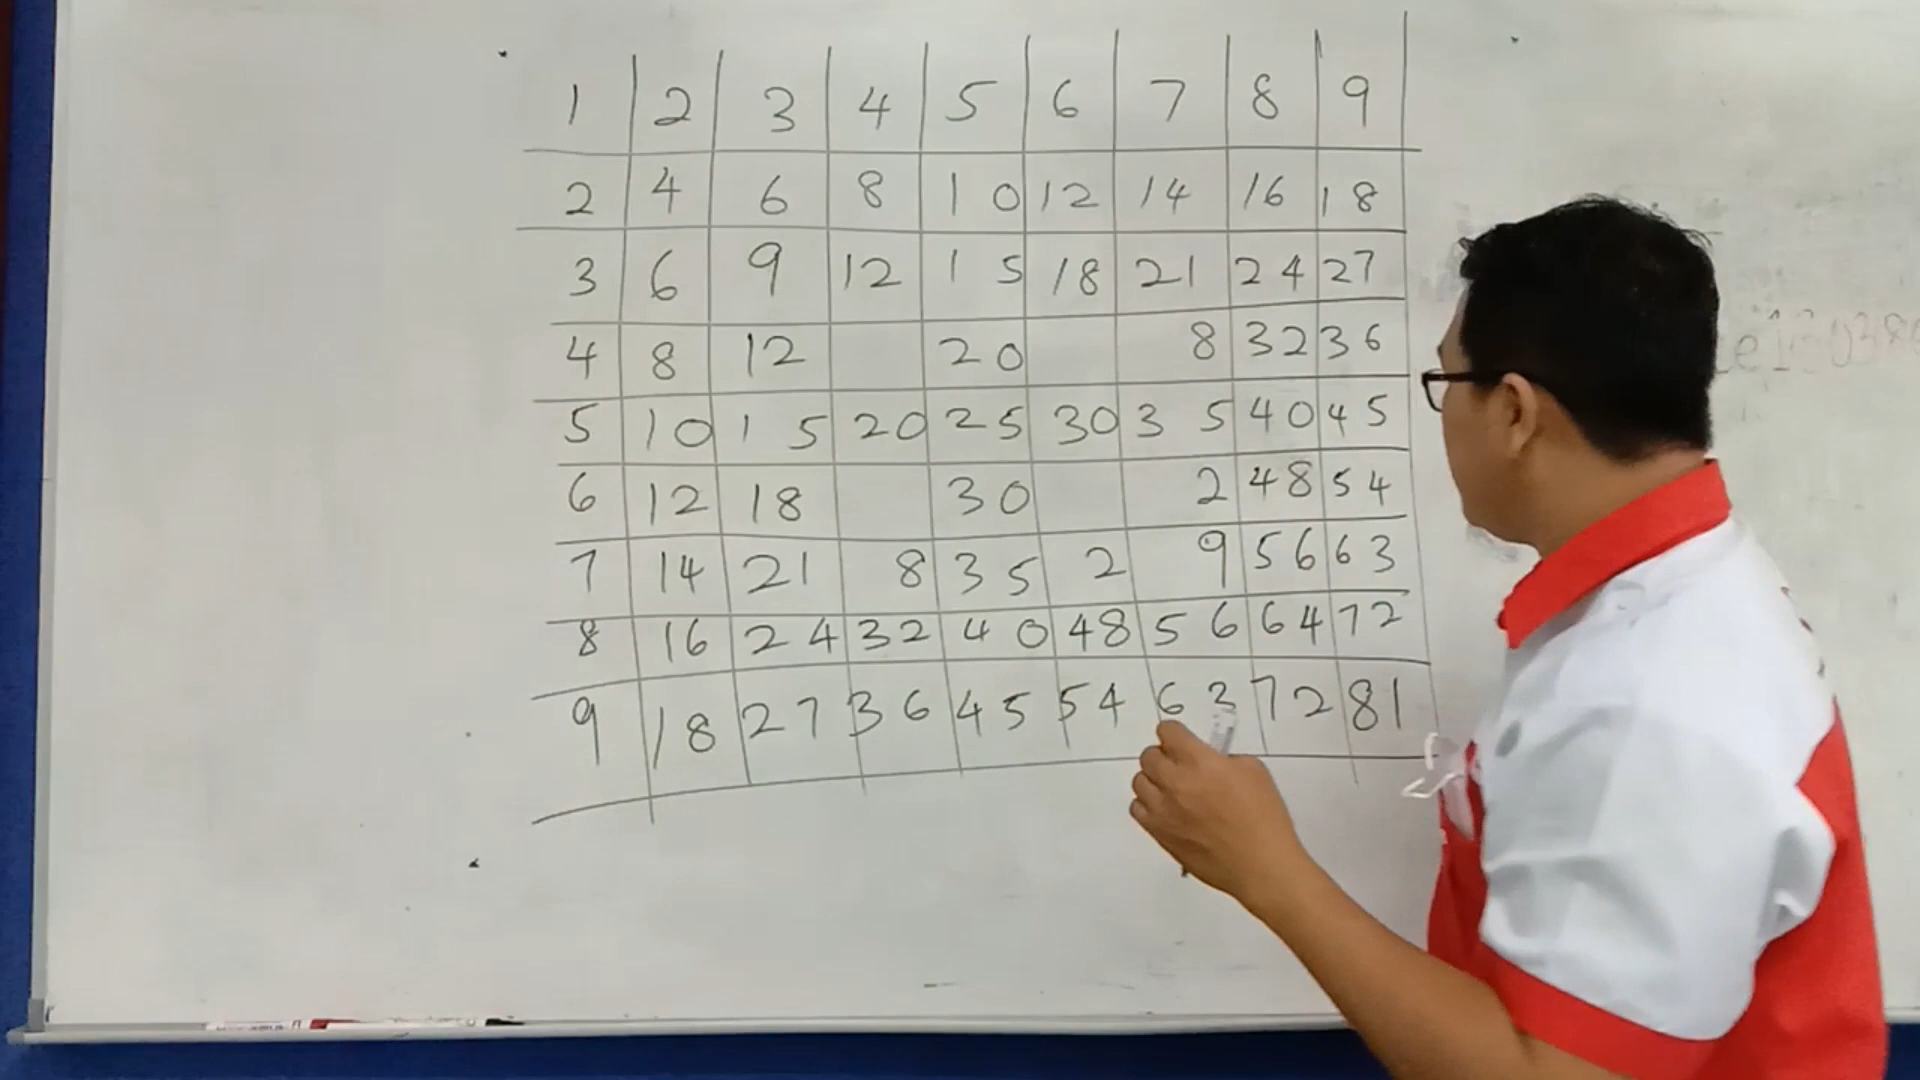 1 2 3 4 5 6 7 8 9
2 4 6 8 10 12 14 16 18
3 6 9 12 15 18 21 24 27
4 8 12 20 8 32 36
5 10 15 20 25 30 35 40 45
6 12 18 30 2 48 54
7 14 21 8 35 2 9 56 63
8 16 24 32 40 48 56 64 72
9 18 27 36 45 54 63 72 81